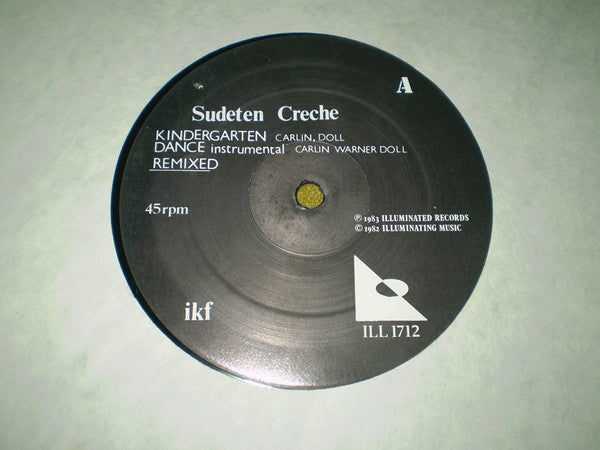 A
Sudeten Creche
KINDERGARTEN CARLIN, DOLL
DANCE instrumental CARLIN WARNER DOLL
REMIXED
45rpm
Ⓟ 1983 ILLUMINATED RECORDS
© 1982 ILLUMINATING MUSIC
ikf
ILL 1712